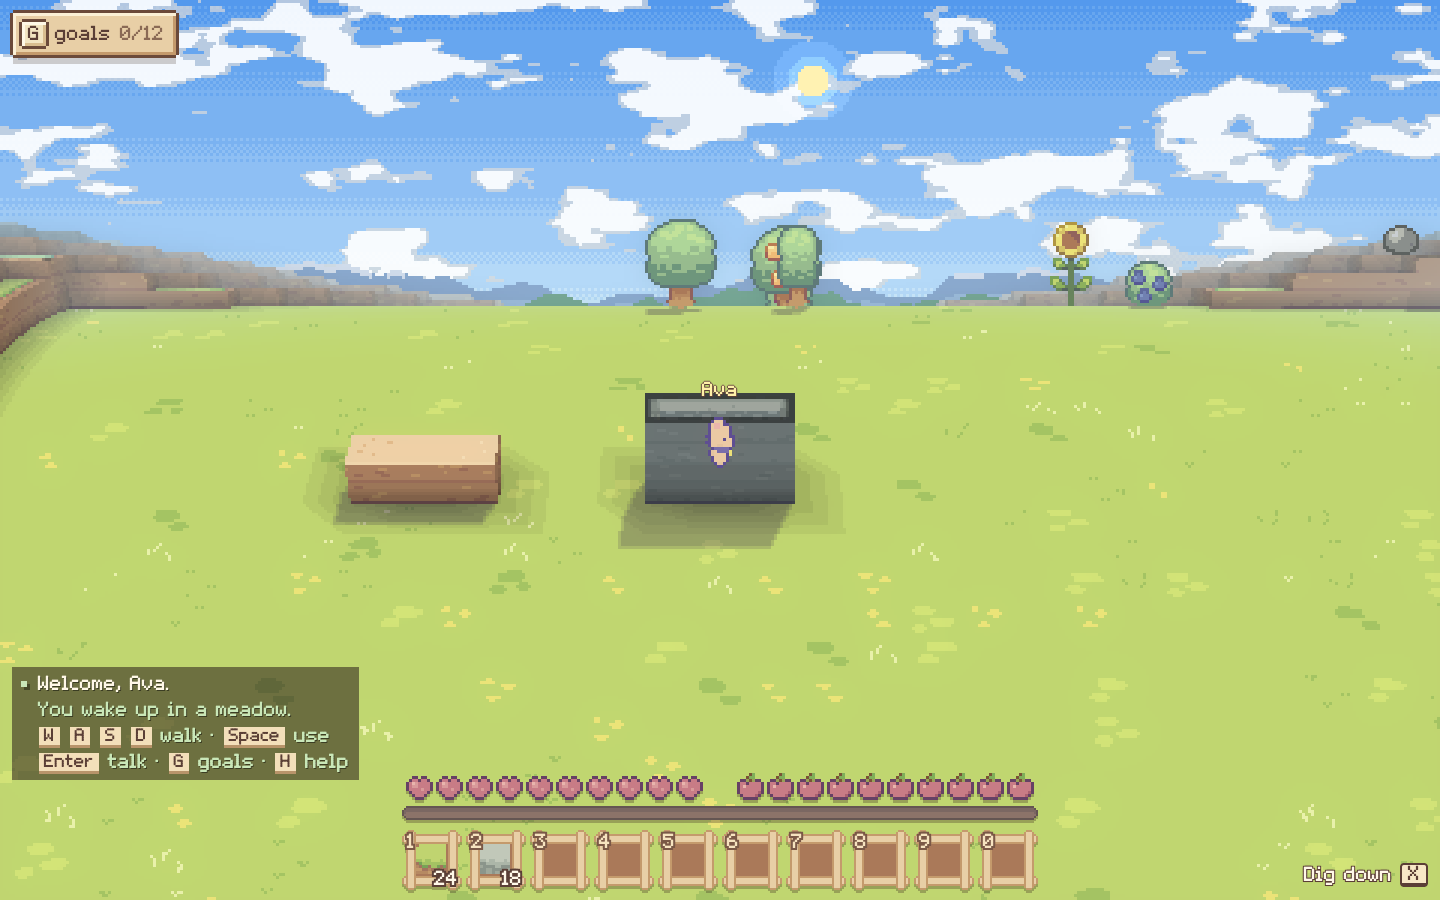 G goals 0/12
Ava
Welcome, Ava.
You wake up in a meadow.
W A S D walk · Space use
Enter talk · G goals · H help
1 2 3 4 5 6 7 8 9 0
24 18
Dig down X